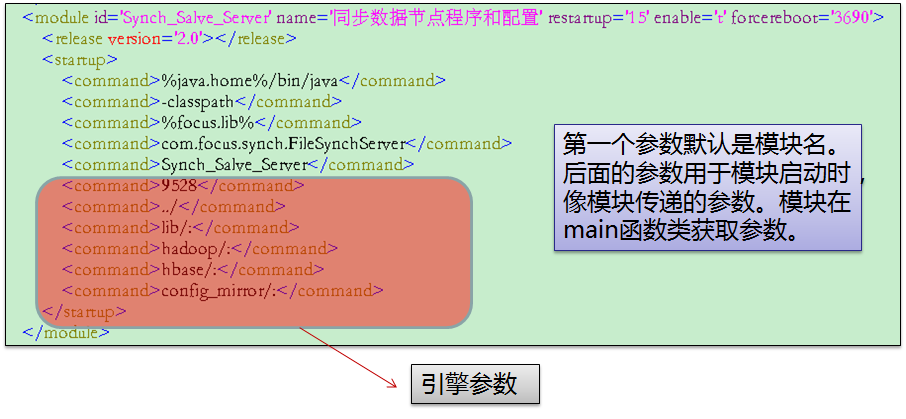 <module id='Synch_Salve_Server' name='同步数据节点程序和配置' restartup='15' enable='t' forcereboot='3690'>
<release version='2.0'></release>
<startup>
<command>%java.home%/bin/java</command>
<command>-classpath</command>
<command>%focus.lib%</command>
<command>com.focus.synch.FileSynchServer</command>
<command>Synch_Salve_Server</command>
<command>9528</command>
<command>../</command>
<command>lib/:</command>
<command>hadoop/:</command>
<command>hbase/:</command>
<command>config_mirror/:</command>
</startup>
</module>
第一个参数默认是模块名。
后面的参数用于模块启动时,
像模块传递的参数。模块在
main函数类获取参数。
引擎参数